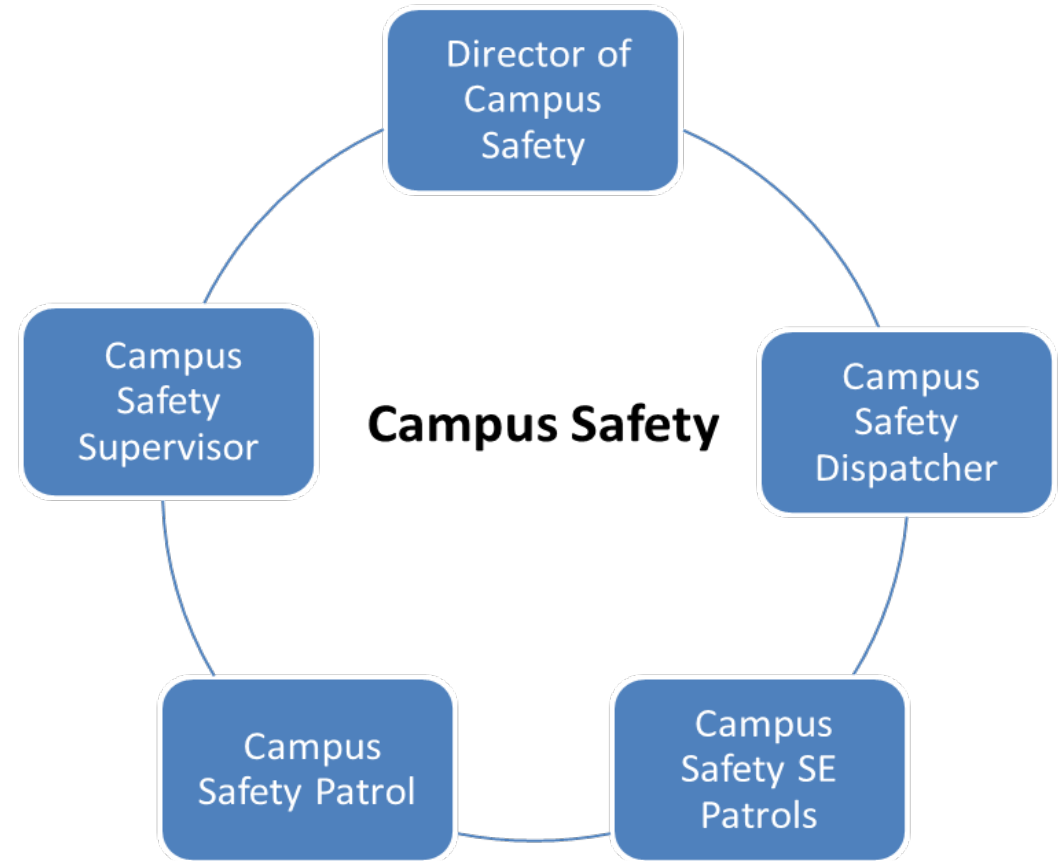 Director of
Campus
Safety
Campus
Safety
Supervisor
Campus Safety
Campus
Safety
Dispatcher
Campus
Safety Patrol
Campus
Safety SE
Patrols